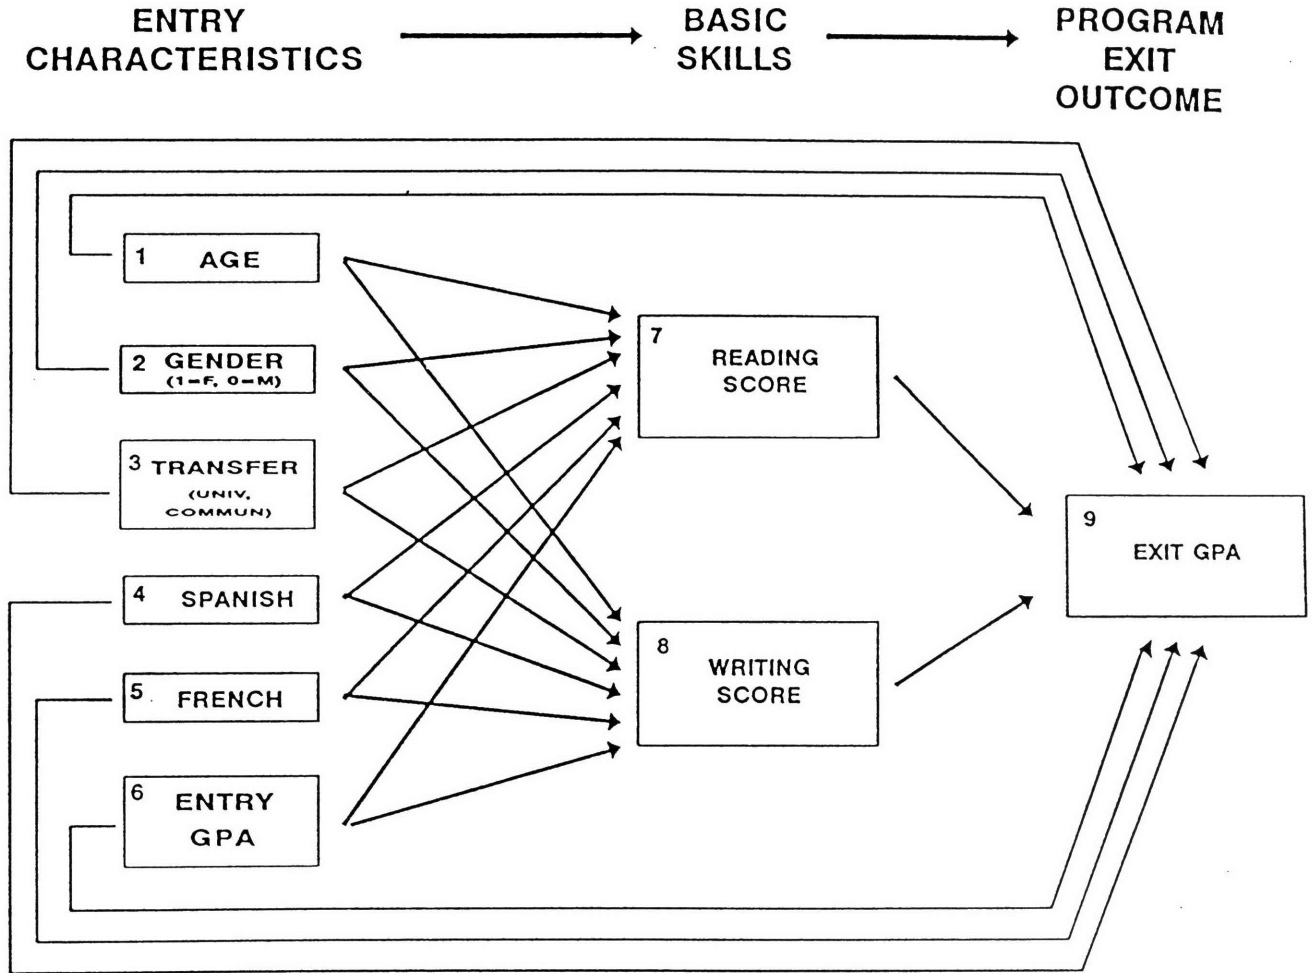 ENTRY
CHARACTERISTICS
BASIC
SKILLS
PROGRAM
EXIT
OUTCOME
1 AGE
2 GENDER
(1-F, 0-M)
3 TRANSFER
(UNIV,
COMMUN)
4 SPANISH
5 FRENCH
6 ENTRY
GPA
7 READING
SCORE
8 WRITING
SCORE
9 EXIT GPA